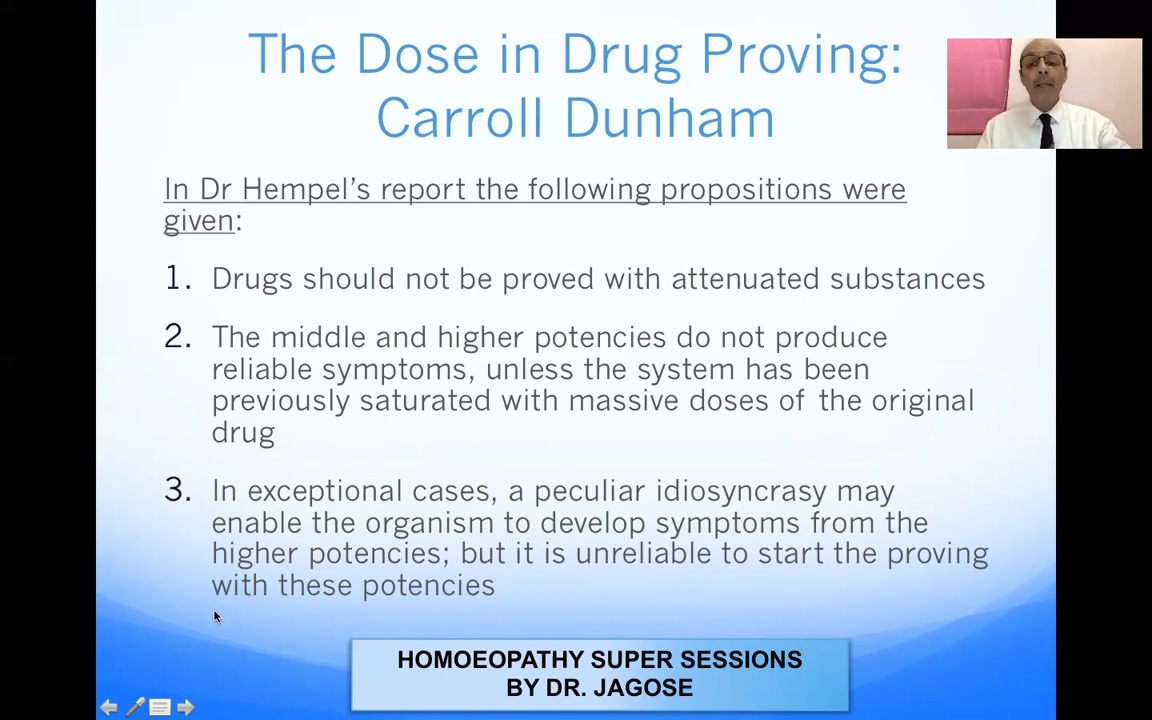 The Dose in Drug Proving:
Carroll Dunham
In Dr Hempel's report the following propositions were
given:
1. Drugs should not be proved with attenuated substances
2. The middle and higher potencies do not produce
reliable symptoms, unless the system has been
previously saturated with massive doses of the original
drug
3. In exceptional cases, a peculiar idiosyncrasy may
enable the organism to develop symptoms from the
higher potencies; but it is unreliable to start the proving
with these potencies
HOMOEOPATHY SUPER SESSIONS
BY DR. JAGOSE